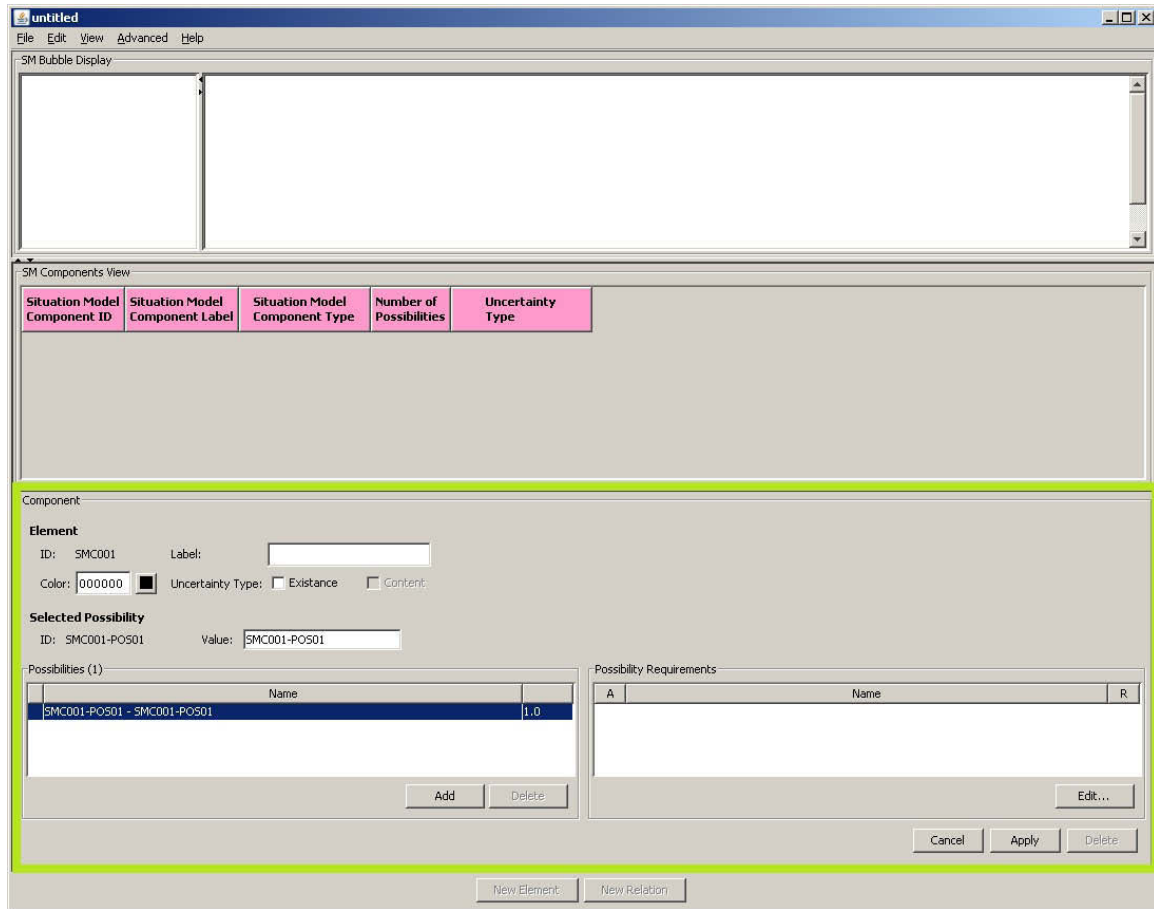 untitled
File Edit View Advanced Help
SM Bubble Display
SM Components View
Situation Model Component ID
Situation Model Component Label
Situation Model Component Type
Number of Possibilities
Uncertainty Type
Component
Element
ID: SMC001 Label:
Color: 000000 Uncertainty Type: Existance Content
Selected Possibility
ID: SMC001-POS01 Value: SMC001-POS01
Possibilities (1)
Name
SMC001-POS01 - SMC001-POS01 1.0
Add Delete
Possibility Requirements
A Name R
Edit...
Cancel Apply Delete
New Element New Relation